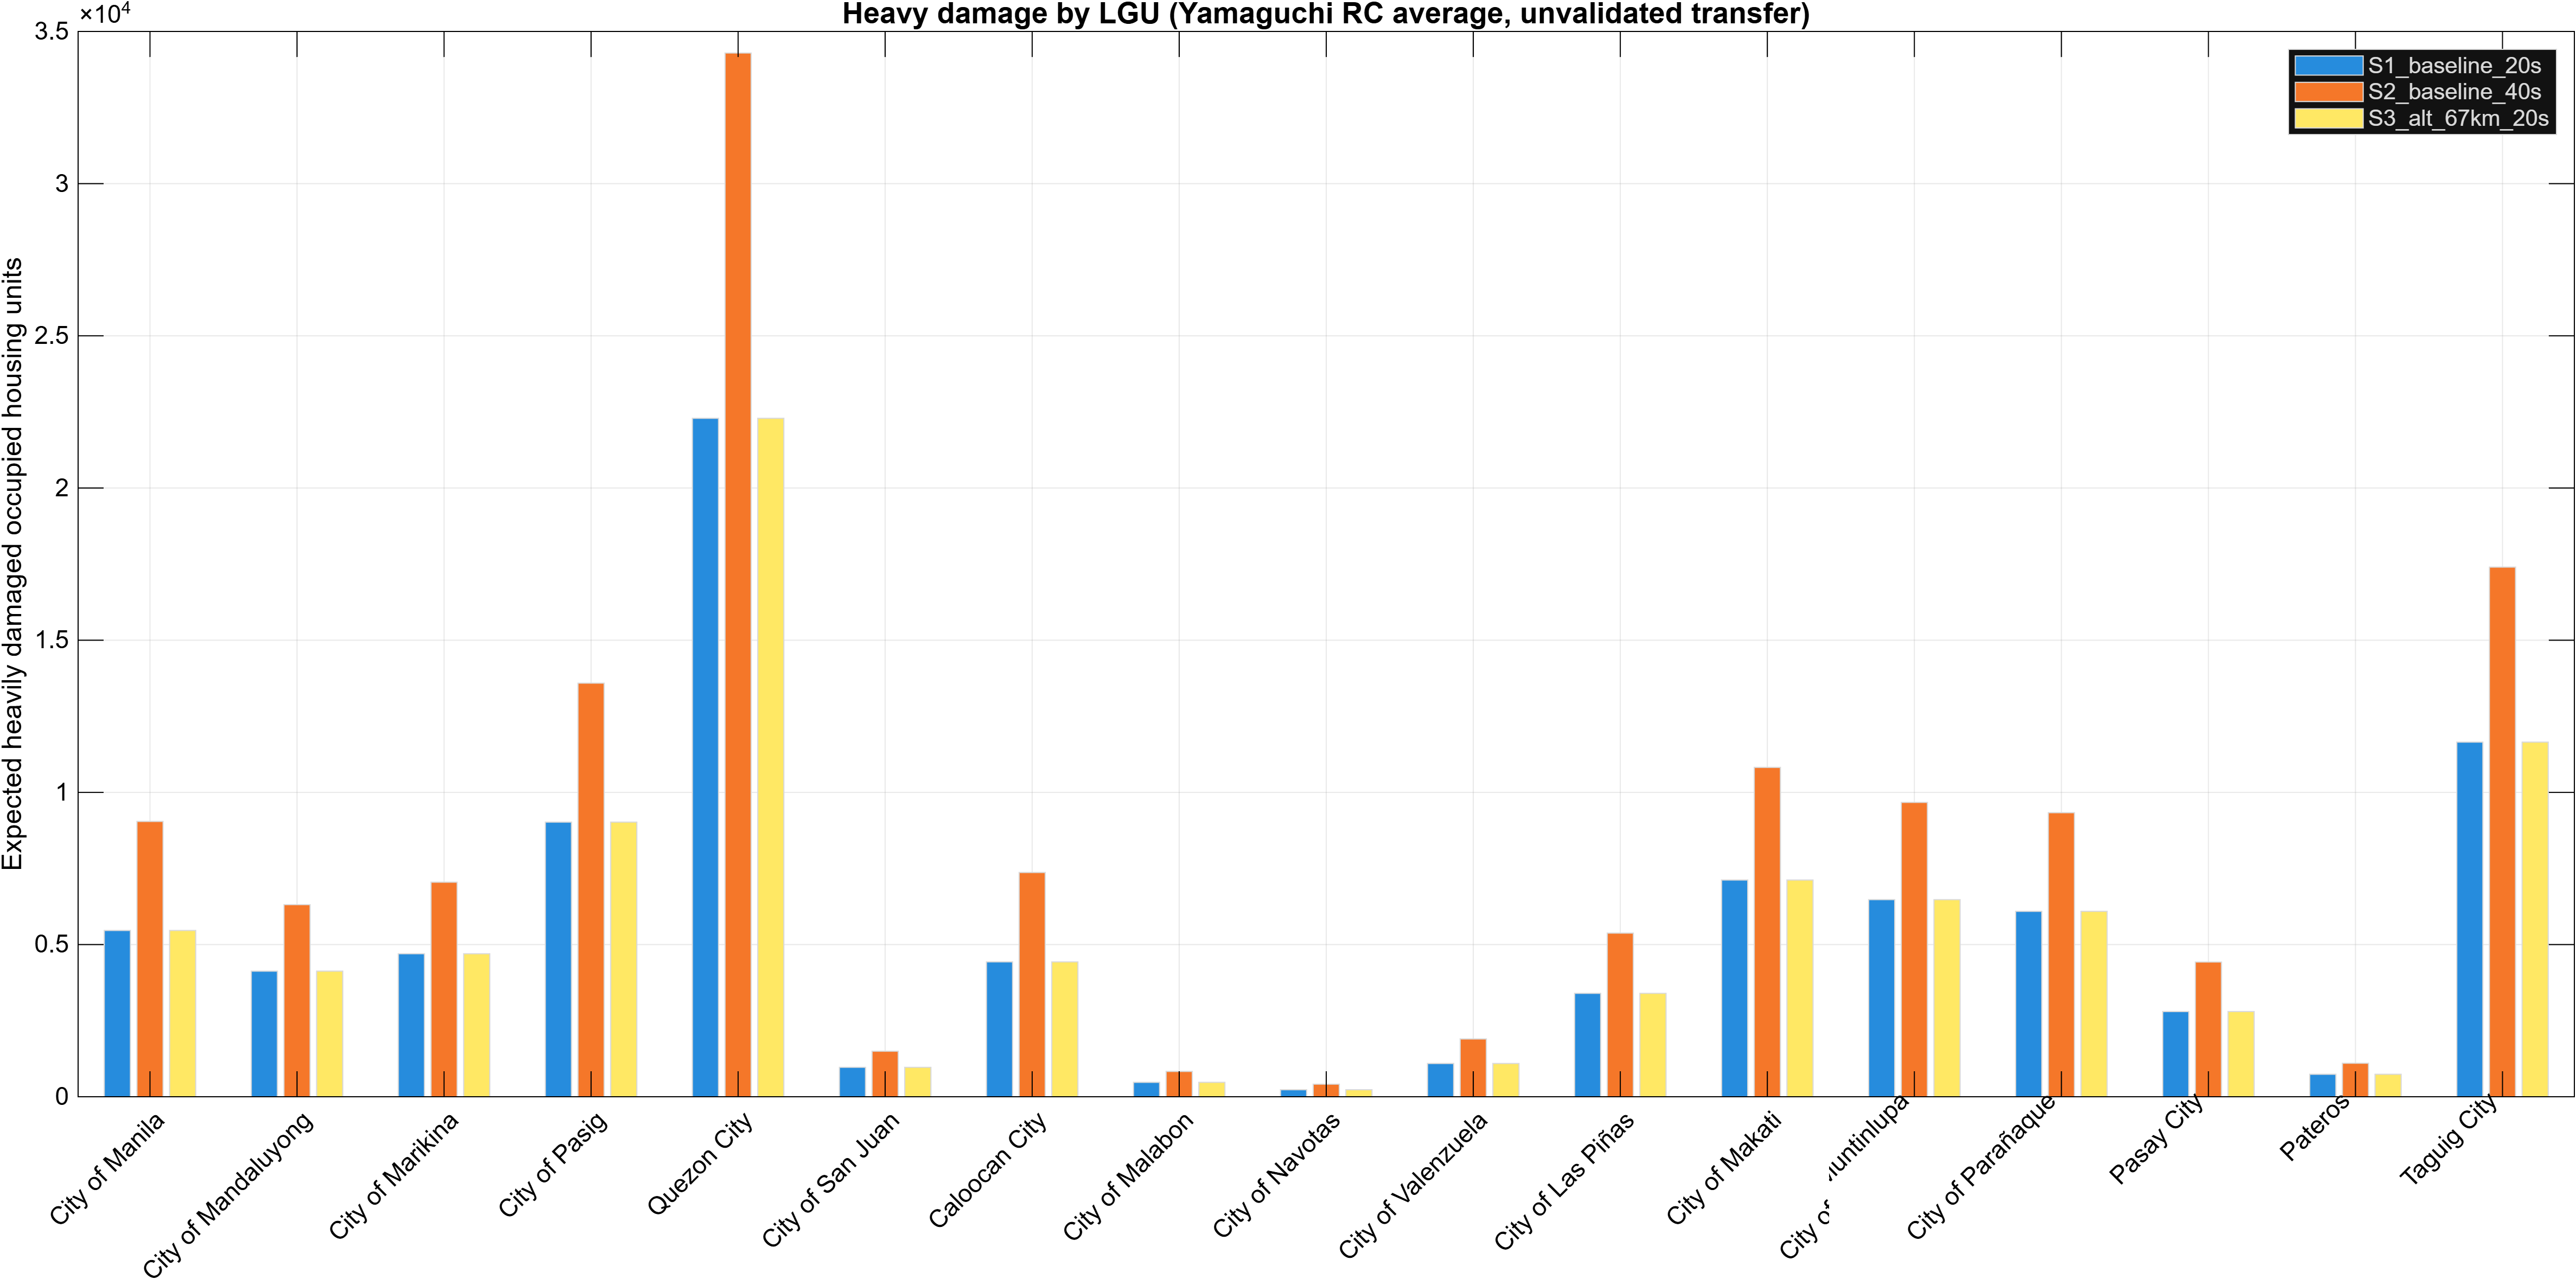 Heavy damage by LGU (Yamaguchi RC average, unvalidated transfer)
×10⁴
3.5
3
2.5
2
1.5
1
0.5
0
Expected heavily damaged occupied housing units
S1_baseline_20s
S2_baseline_40s
S3_alt_67km_20s
City of Manila
City of Mandaluyong
City of Marikina
City of Pasig
Quezon City
City of San Juan
Caloocan City
City of Malabon
City of Navotas
City of Valenzuela
City of Las Piñas
City of Makati
City of untinlupa
City of Parañaque
Pasay City
Pateros
Taguig City